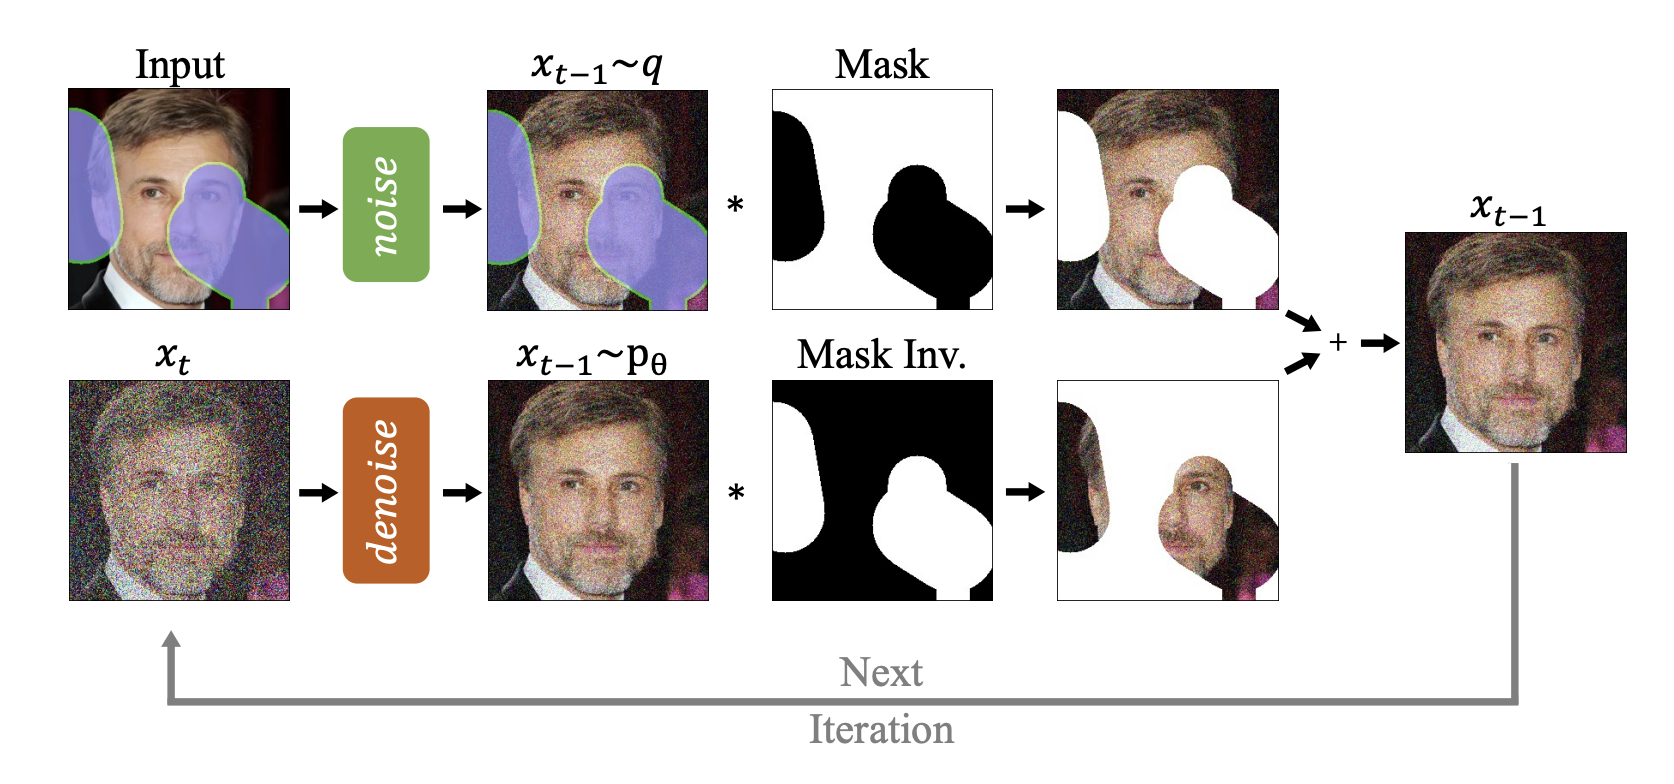 Input
x_{t−1}~q
Mask
noise
*
x_{t−1}
+
x_t
x_{t−1}~p_θ
Mask Inv.
denoise
*
Next
Iteration